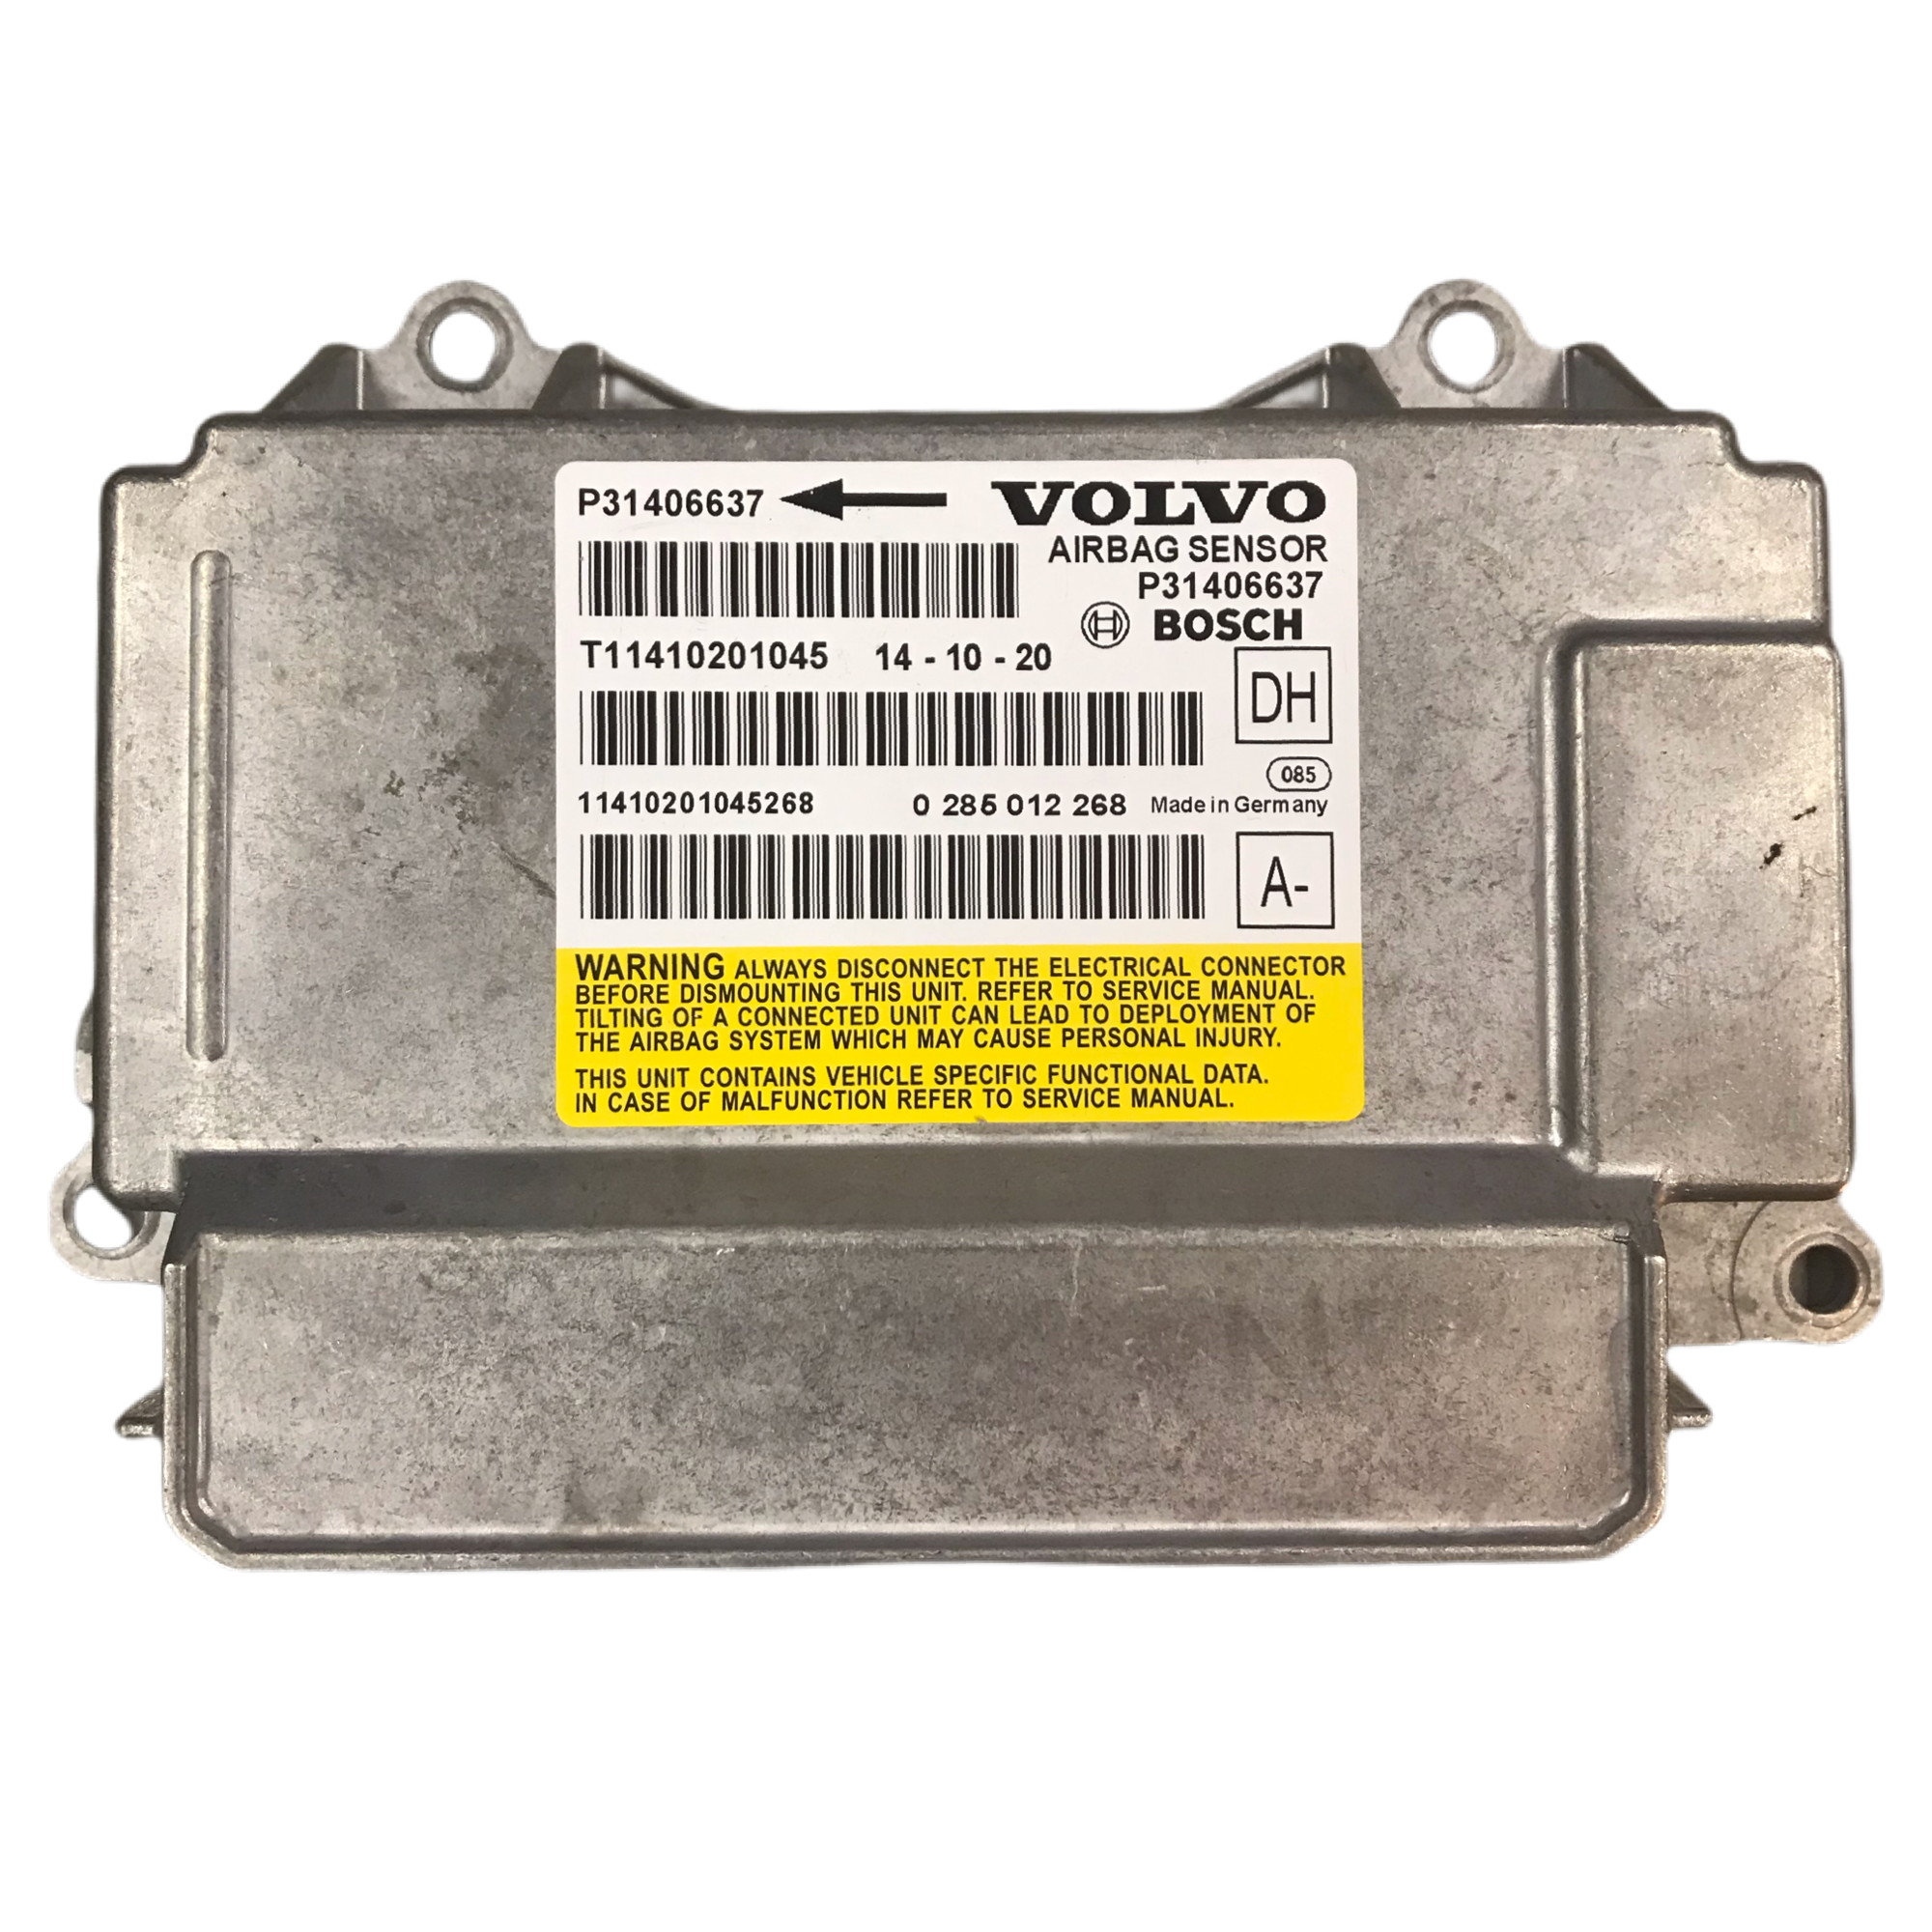 P31406637 VOLVO
AIRBAG SENSOR
P31406637
BOSCH
T11410201045 14 - 10 - 20
DH
085
11410201045268 0 285 012 268 Made in Germany
A-
WARNING ALWAYS DISCONNECT THE ELECTRICAL CONNECTOR
BEFORE DISMOUNTING THIS UNIT. REFER TO SERVICE MANUAL.
TILTING OF A CONNECTED UNIT CAN LEAD TO DEPLOYMENT OF
THE AIRBAG SYSTEM WHICH MAY CAUSE PERSONAL INJURY.
THIS UNIT CONTAINS VEHICLE SPECIFIC FUNCTIONAL DATA.
IN CASE OF MALFUNCTION REFER TO SERVICE MANUAL.